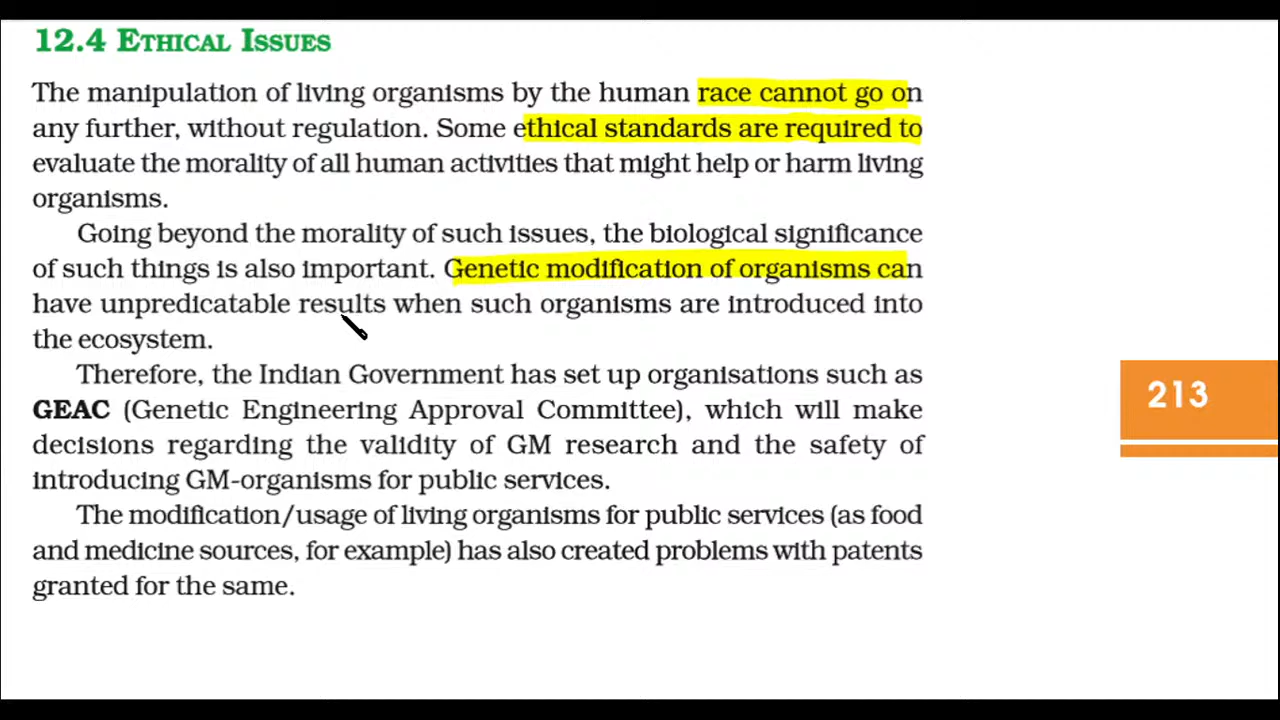 12.4 ETHICAL ISSUES
The manipulation of living organisms by the human race cannot go on
any further, without regulation. Some ethical standards are required to
evaluate the morality of all human activities that might help or harm living
organisms.
Going beyond the morality of such issues, the biological significance
of such things is also important. Genetic modification of organisms can
have unpredicatable results when such organisms are introduced into
the ecosystem.
Therefore, the Indian Government has set up organisations such as
GEAC (Genetic Engineering Approval Committee), which will make
decisions regarding the validity of GM research and the safety of
introducing GM-organisms for public services.
The modification/usage of living organisms for public services (as food
and medicine sources, for example) has also created problems with patents
granted for the same.
213